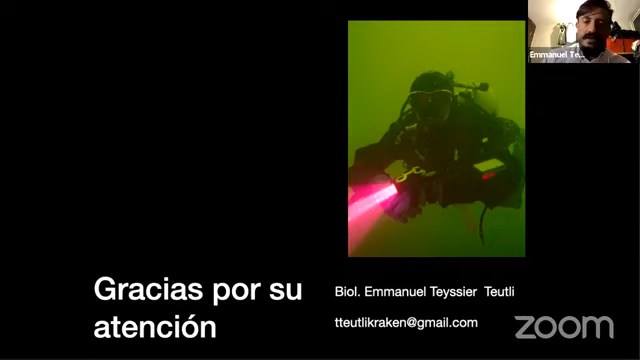 Emmanuel Te...
Gracias por su
atención
Biol. Emmanuel Teyssier Teutli
tteutlikraken@gmail.com
zoom